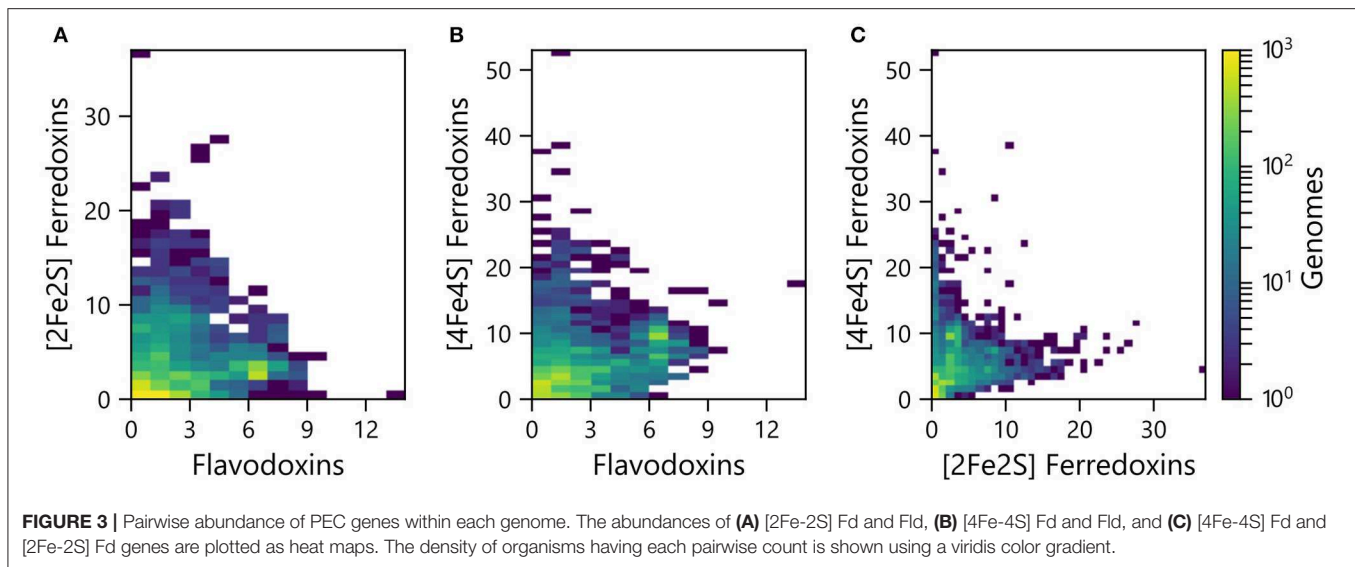 A
B
C
[2Fe2S] Ferredoxins
30
20
10
0
0 3 6 9 12
Flavodoxins
[4Fe4S] Ferredoxins
50
40
30
20
10
0
0 3 6 9 12
Flavodoxins
[4Fe4S] Ferredoxins
50
40
30
20
10
0
0 10 20 30
[2Fe2S] Ferredoxins
10³
10²
10¹
10⁰
Genomes
FIGURE 3 | Pairwise abundance of PEC genes within each genome. The abundances of (A) [2Fe-2S] Fd and Fld, (B) [4Fe-4S] Fd and Fld, and (C) [4Fe-4S] Fd and
[2Fe-2S] Fd genes are plotted as heat maps. The density of organisms having each pairwise count is shown using a viridis color gradient.